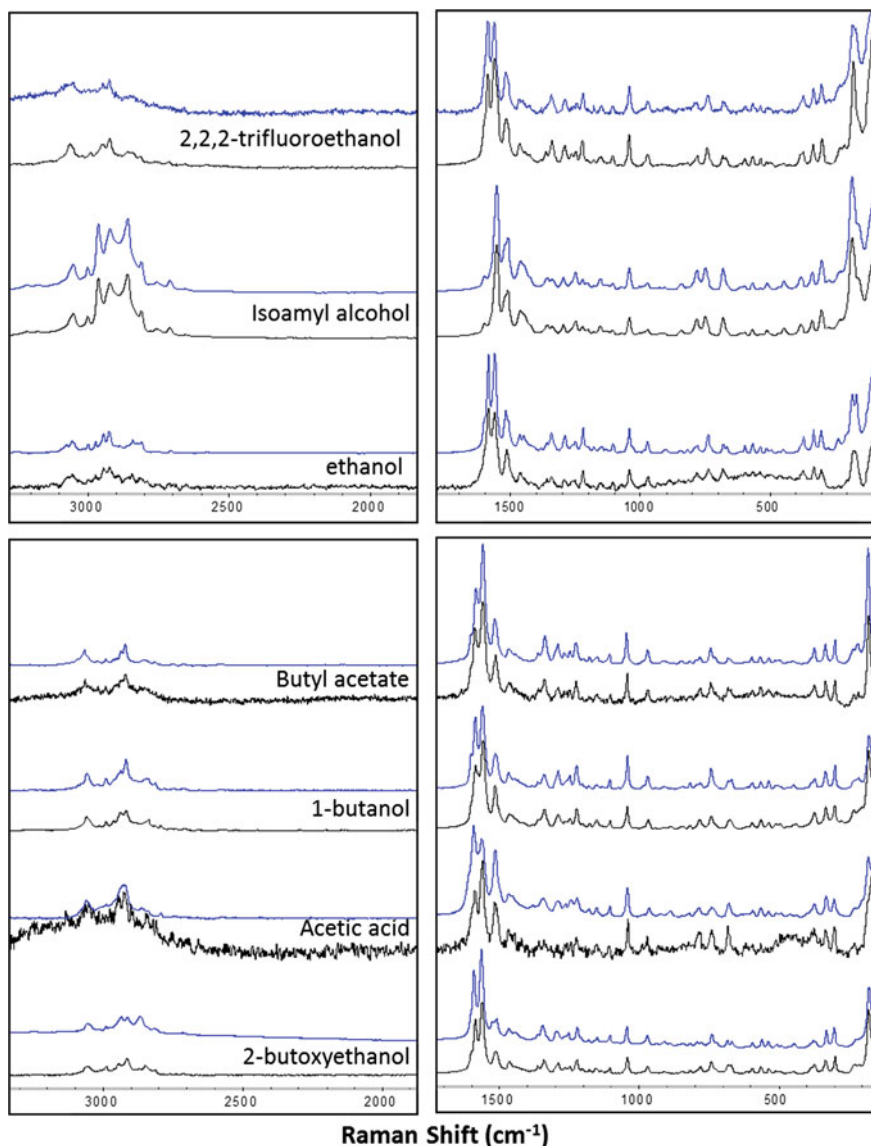 2,2,2-trifluoroethanol
Isoamyl alcohol
ethanol
3000 2500 2000
1500 1000 500
Butyl acetate
1-butanol
Acetic acid
2-butoxyethanol
3000 2500 2000
1500 1000 500
Raman Shift (cm⁻¹)